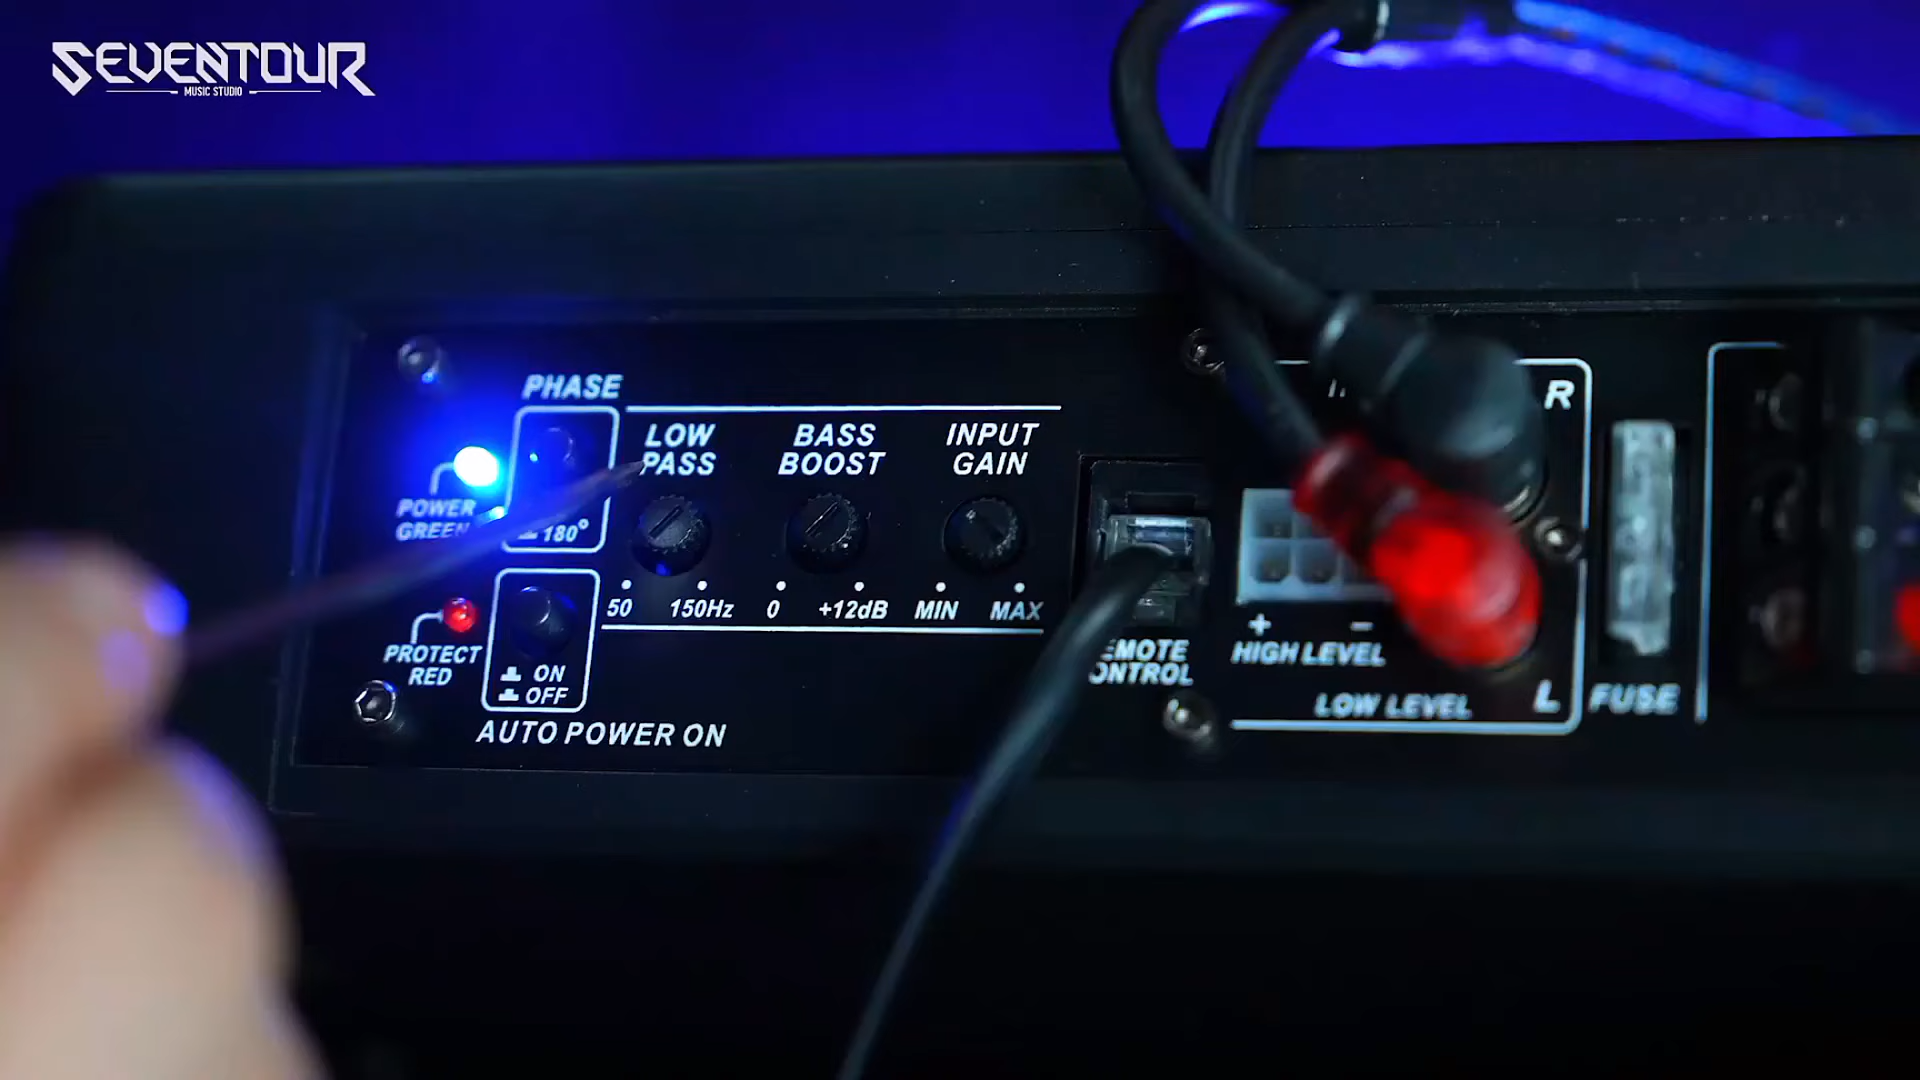 SEVENTOUR
MUSIC STUDIO
PHASE
180°
POWER
GREEN
PROTECT
RED
ON
OFF
AUTO POWER ON
LOW
PASS
50 150Hz
BASS
BOOST
0 +12dB
INPUT
GAIN
MIN MAX
R
+ −
HIGH LEVEL
LOW LEVEL
L
FUSE